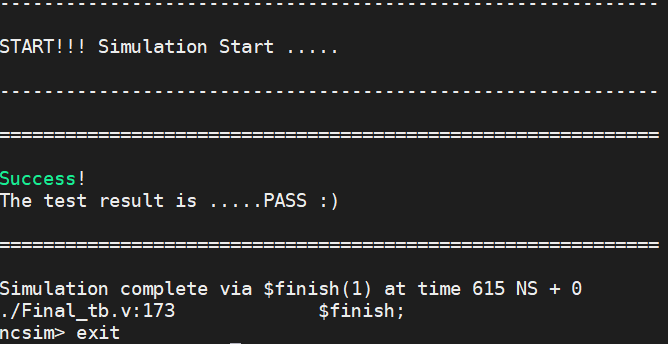 ------------------------------------------------------------
START!!! Simulation Start .....
------------------------------------------------------------
============================================================
Success!
The test result is .....PASS :)
============================================================
Simulation complete via $finish(1) at time 615 NS + 0
./Final_tb.v:173             $finish;
ncsim> exit